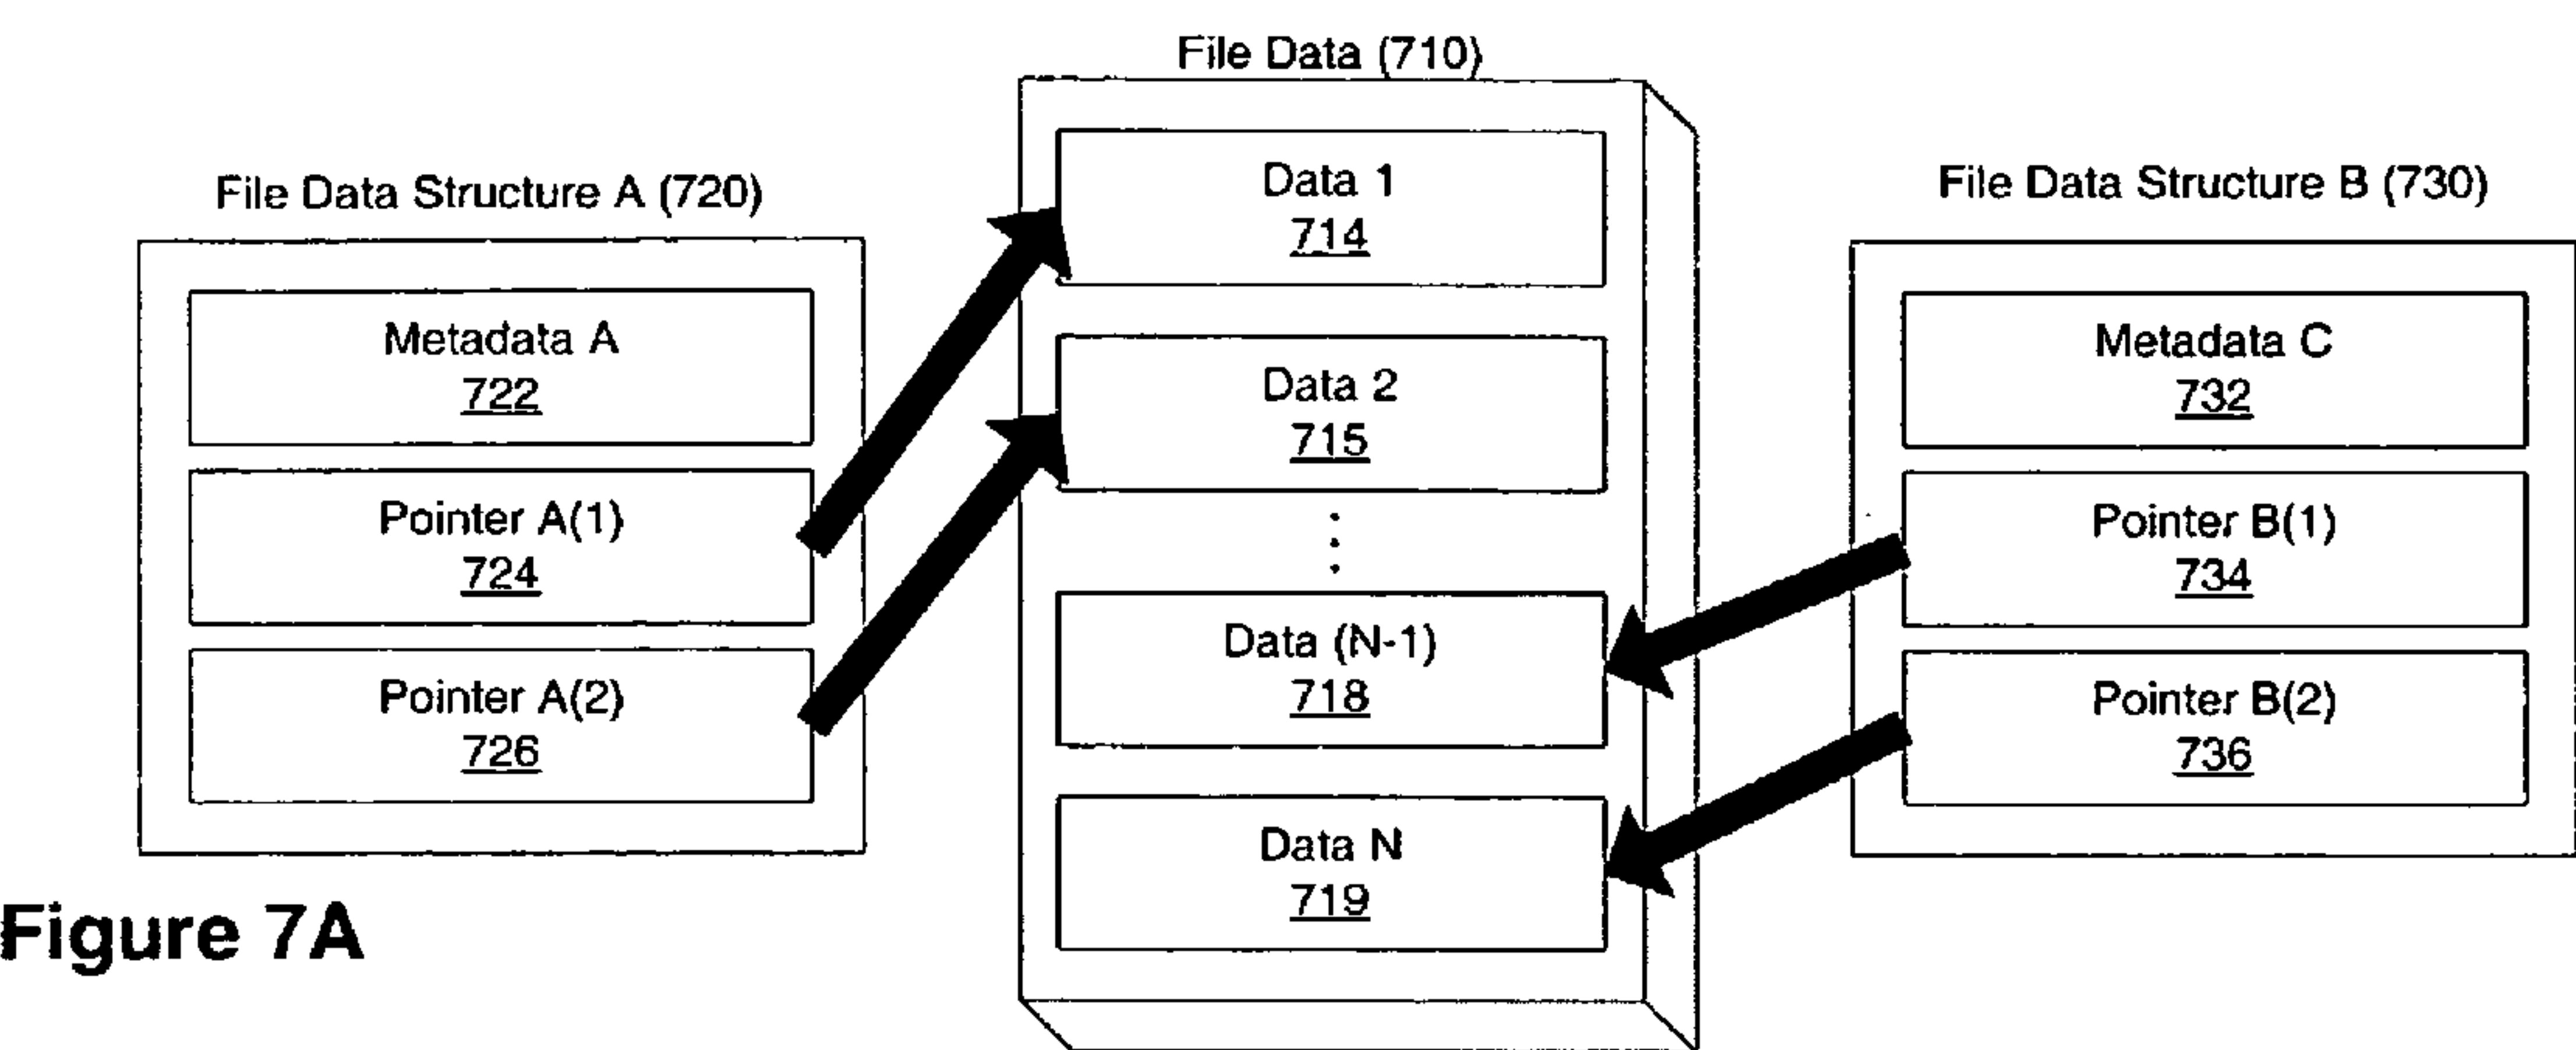 File Data (710)
Data 1
714
Data 2
715
Data (N-1)
718
Data N
719
File Data Structure A (720)
Metadata A
722
Pointer A(1)
724
Pointer A(2)
726
File Data Structure B (730)
Metadata C
732
Pointer B(1)
734
Pointer B(2)
736
Figure 7A